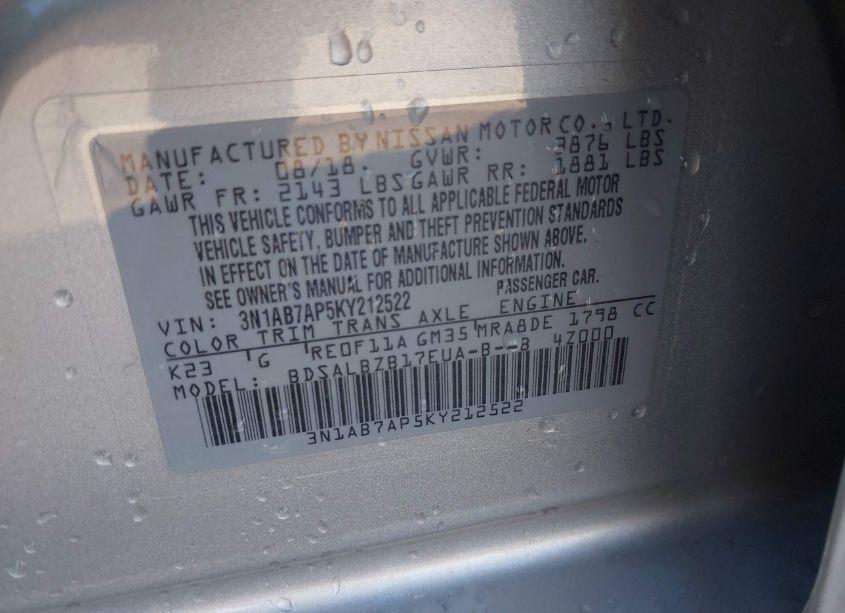 MANUFACTURED BY NISSAN MOTOR CO., LTD.
DATE: 08/18. GVWR: 3876 LBS
GAWR FR: 2143 LBS GAWR RR: 1881 LBS
THIS VEHICLE CONFORMS TO ALL APPLICABLE FEDERAL MOTOR
VEHICLE SAFETY, BUMPER AND THEFT PREVENTION STANDARDS
IN EFFECT ON THE DATE OF MANUFACTURE SHOWN ABOVE.
SEE OWNER'S MANUAL FOR ADDITIONAL INFORMATION.
VIN: 3N1AB7AP5KY212522 PASSENGER CAR.
COLOR TRIM TRANS AXLE ENGINE
K23 G RE0F11A GM35 MRA8DE 1798 CC
MODEL: BDSALBZB17EUA-B--B 4Z000
3N1AB7AP5KY212522